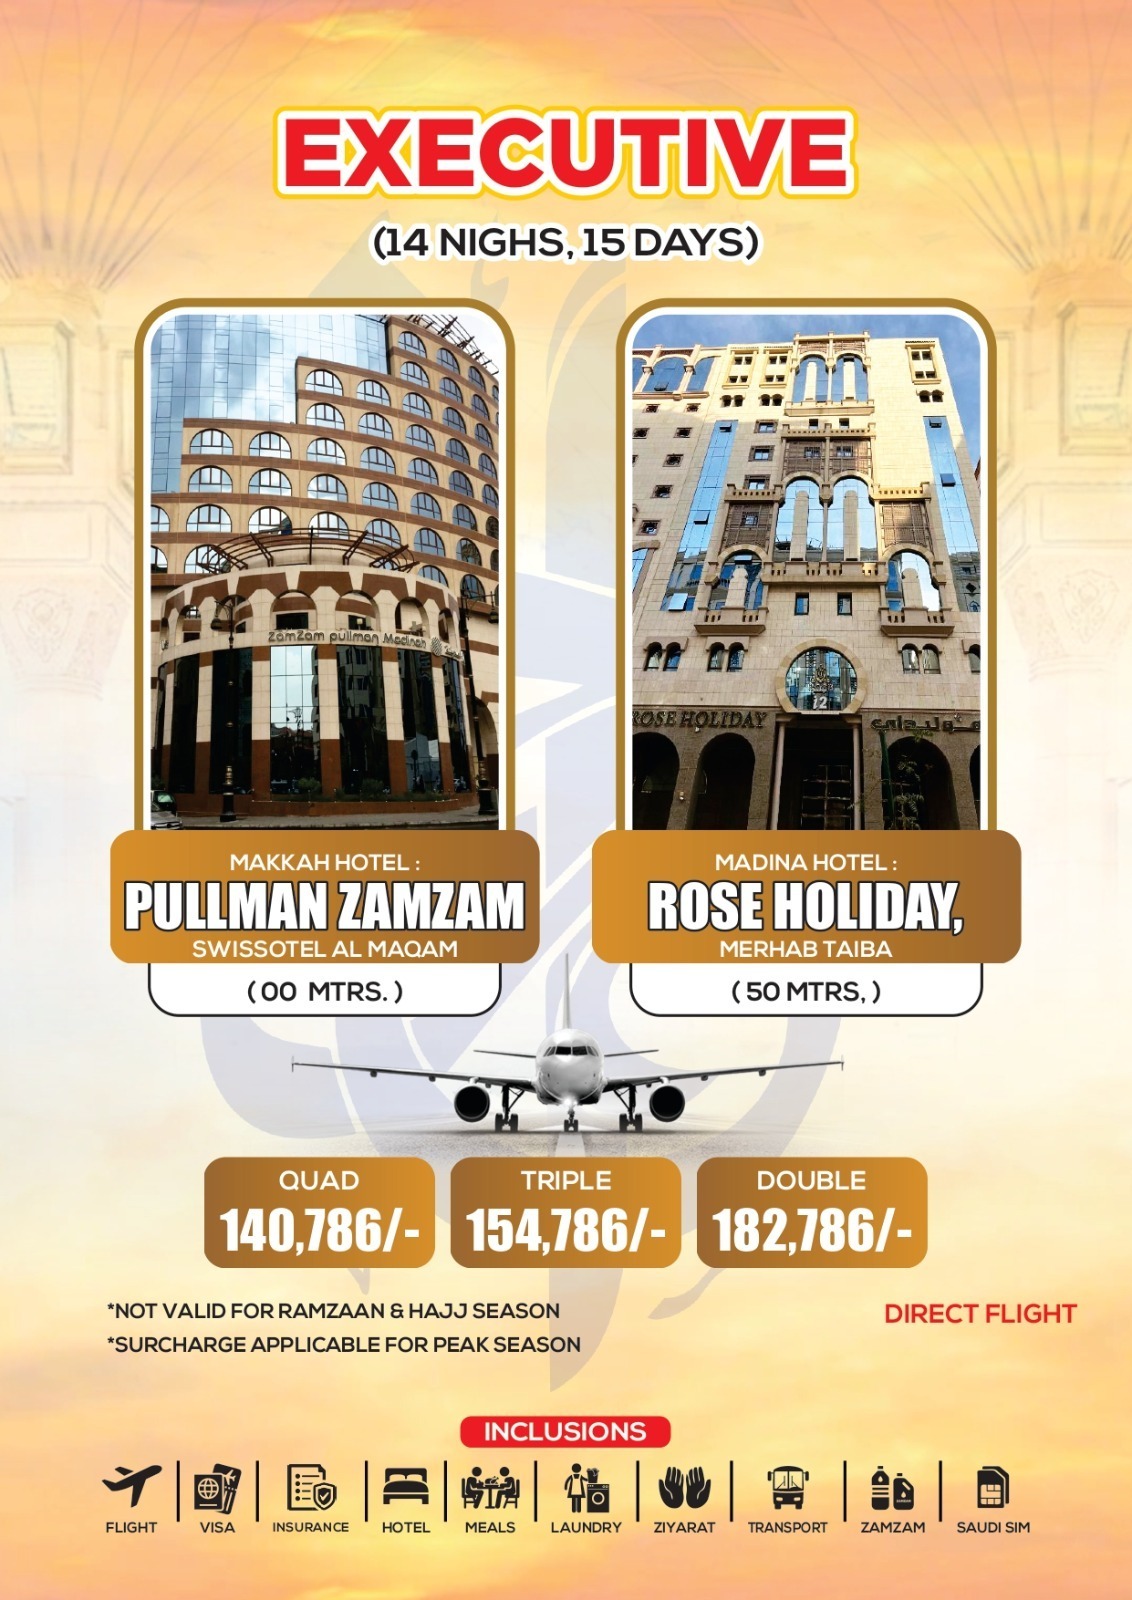 EXECUTIVE
(14 NIGHS, 15 DAYS)
ZamZam pullman Madinah
ROSE HOLIDAY
12
MAKKAH HOTEL :
PULLMAN ZAMZAM
SWISSOTEL AL MAQAM
( 00 MTRS. )
MADINA HOTEL :
ROSE HOLIDAY,
MERHAB TAIBA
( 50 MTRS, )
QUAD
140,786/-
TRIPLE
154,786/-
DOUBLE
182,786/-
*NOT VALID FOR RAMZAAN & HAJJ SEASON
*SURCHARGE APPLICABLE FOR PEAK SEASON
DIRECT FLIGHT
INCLUSIONS
FLIGHT
VISA
INSURANCE
HOTEL
MEALS
LAUNDRY
ZIYARAT
TRANSPORT
ZAMZAM
SAUDI SIM